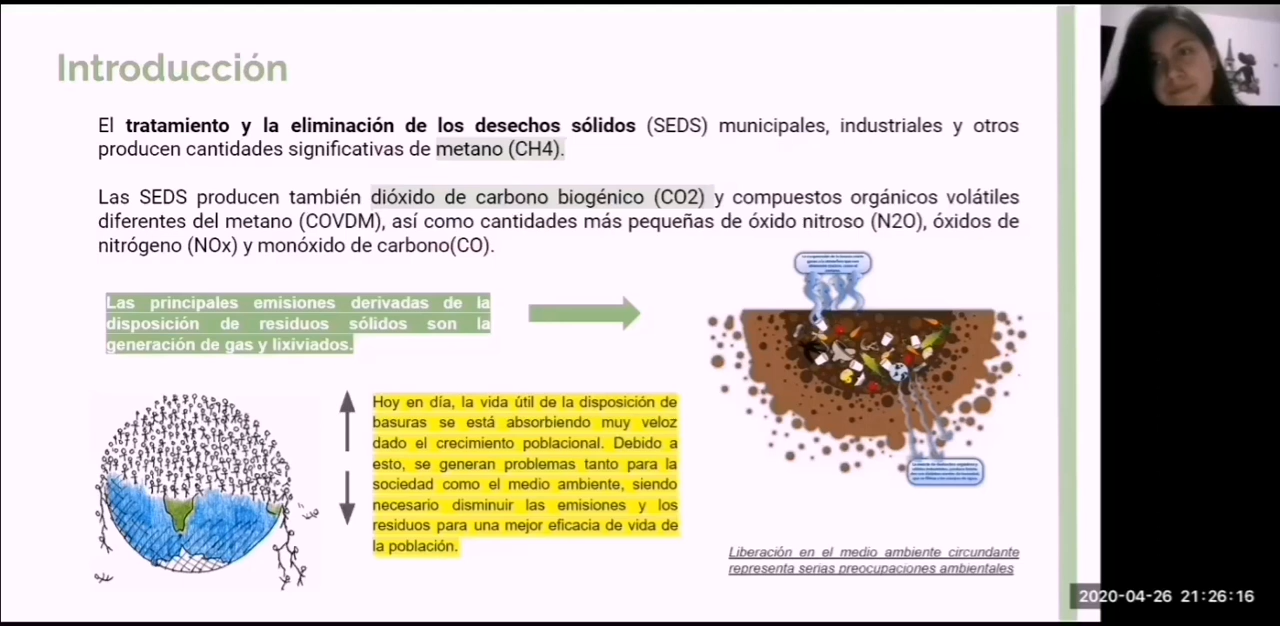 Introducción
El tratamiento y la eliminación de los desechos sólidos (SEDS) municipales, industriales y otros
producen cantidades significativas de metano (CH4).
Las SEDS producen también dióxido de carbono biogénico (CO2) y compuestos orgánicos volátiles
diferentes del metano (COVDM), así como cantidades más pequeñas de óxido nitroso (N2O), óxidos de
nitrógeno (NOx) y monóxido de carbono(CO).
Las principales emisiones derivadas de la
disposición de residuos sólidos son la
generación de gas y lixiviados.
Hoy en día, la vida útil de la disposición de
basuras se está absorbiendo muy veloz
dado el crecimiento poblacional. Debido a
esto, se generan problemas tanto para la
sociedad como el medio ambiente, siendo
necesario disminuir las emisiones y los
residuos para una mejor eficacia de vida de
la población.
Liberación en el medio ambiente circundante
representa serias preocupaciones ambientales
2020-04-26 21:26:16